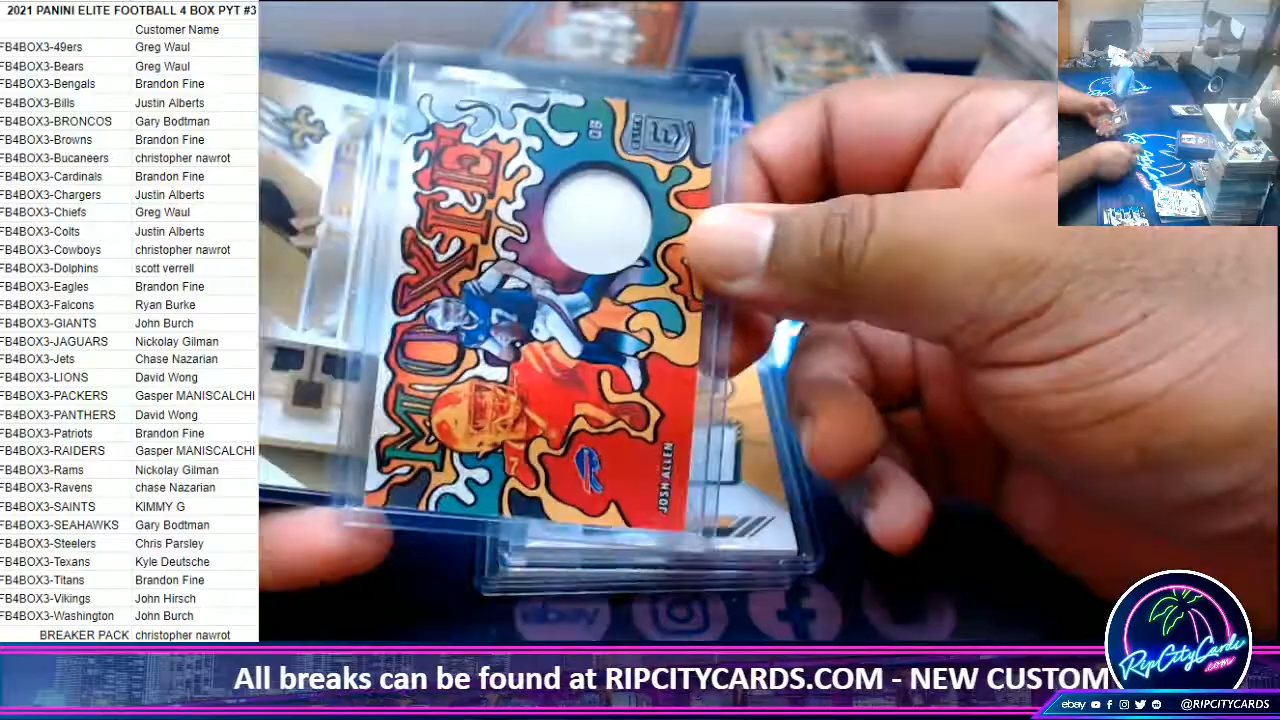 2021 PANINI ELITE FOOTBALL 4 BOX PYT #3
Customer Name
FB4BOX3-49ers Greg Waul
FB4BOX3-Bears Greg Waul
FB4BOX3-Bengals Brandon Fine
FB4BOX3-Bills Justin Alberts
FB4BOX3-BRONCOS Gary Bodtman
FB4BOX3-Browns Brandon Fine
FB4BOX3-Bucaneers christopher nawrot
FB4BOX3-Cardinals Brandon Fine
FB4BOX3-Chargers Justin Alberts
FB4BOX3-Chiefs Greg Waul
FB4BOX3-Colts Justin Alberts
FB4BOX3-Cowboys christopher nawrot
FB4BOX3-Dolphins scott verrell
FB4BOX3-Eagles Brandon Fine
FB4BOX3-Falcons Ryan Burke
FB4BOX3-GIANTS John Burch
FB4BOX3-JAGUARS Nickolay Gilman
FB4BOX3-Jets Chase Nazarian
FB4BOX3-LIONS David Wong
FB4BOX3-PACKERS Gasper MANISCALCHI
FB4BOX3-PANTHERS David Wong
FB4BOX3-Patriots Brandon Fine
FB4BOX3-RAIDERS Gasper MANISCALCHI
FB4BOX3-Rams Nickolay Gilman
FB4BOX3-Ravens chase Nazarian
FB4BOX3-SAINTS KIMMY G
FB4BOX3-SEAHAWKS Gary Bodtman
FB4BOX3-Steelers Chris Parsley
FB4BOX3-Texans Kyle Deutsche
FB4BOX3-Titans Brandon Fine
FB4BOX3-Vikings John Hirsch
FB4BOX3-Washington John Burch
BREAKER PACK christopher nawrot
MOXIE
QB
ELITE
JOSH ALLEN
ebay
All breaks can be found at RIPCITYCARDS.COM - NEW CUSTOM
RipCityCards
.com
ebay @RIPCITYCARDS